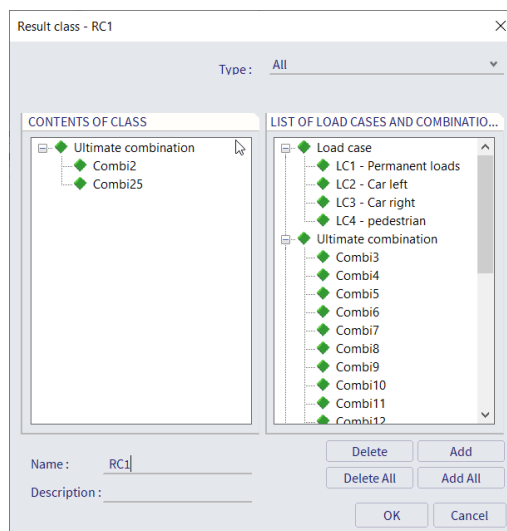 Result class - RC1
Type : All
CONTENTS OF CLASS
Ultimate combination
Combi2
Combi25
LIST OF LOAD CASES AND COMBINATIO...
Load case
LC1 - Permanent loads
LC2 - Car left
LC3 - Car right
LC4 - pedestrian
Ultimate combination
Combi3
Combi4
Combi5
Combi6
Combi7
Combi8
Combi9
Combi10
Combi11
Combi12
Name : RC1
Description :
Delete Add
Delete All Add All
OK Cancel